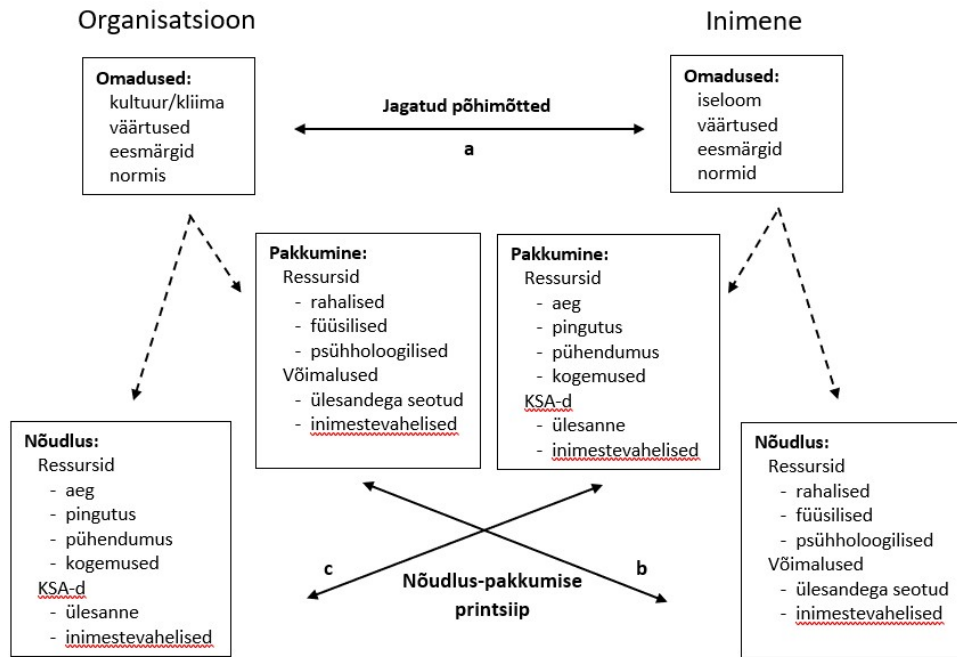 Organisatsioon
Inimene
Omadused:
kultuur/kliima
väärtused
eesmärgid
normis
Jagatud põhimõtted
a
Omadused:
iseloom
väärtused
eesmärgid
normid
Pakkumine:
Ressursid
- rahalised
- füüsilised
- psühholoogilised
Võimalused
- ülesandega seotud
- inimestevahelised
Pakkumine:
Ressursid
- aeg
- pingutus
- pühendumus
- kogemused
KSA-d
- ülesanne
- inimestevahelised
Nõudlus:
Ressursid
- aeg
- pingutus
- pühendumus
- kogemused
KSA-d
- ülesanne
- inimestevahelised
c
b
Nõudlus-pakkumise
printsiip
Nõudlus:
Ressursid
- rahalised
- füüsilised
- psühholoogilised
Võimalused
- ülesandega seotud
- inimestevahelised